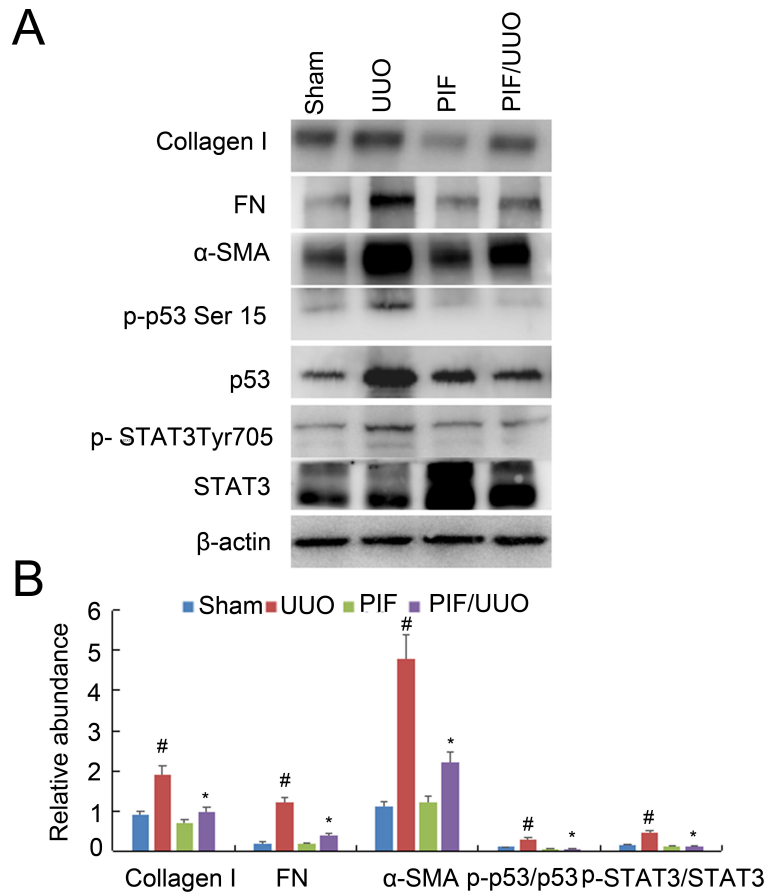 A
Sham UUO PIF PIF/UUO
Collagen I
FN
α-SMA
p-p53 Ser 15
p53
p- STAT3Tyr705
STAT3
β-actin
B
Sham UUO PIF PIF/UUO
Relative abundance
6
5
4
3
2
1
0
# * # * # * # * # *
Collagen I FN α-SMA p-p53/p53 p-STAT3/STAT3